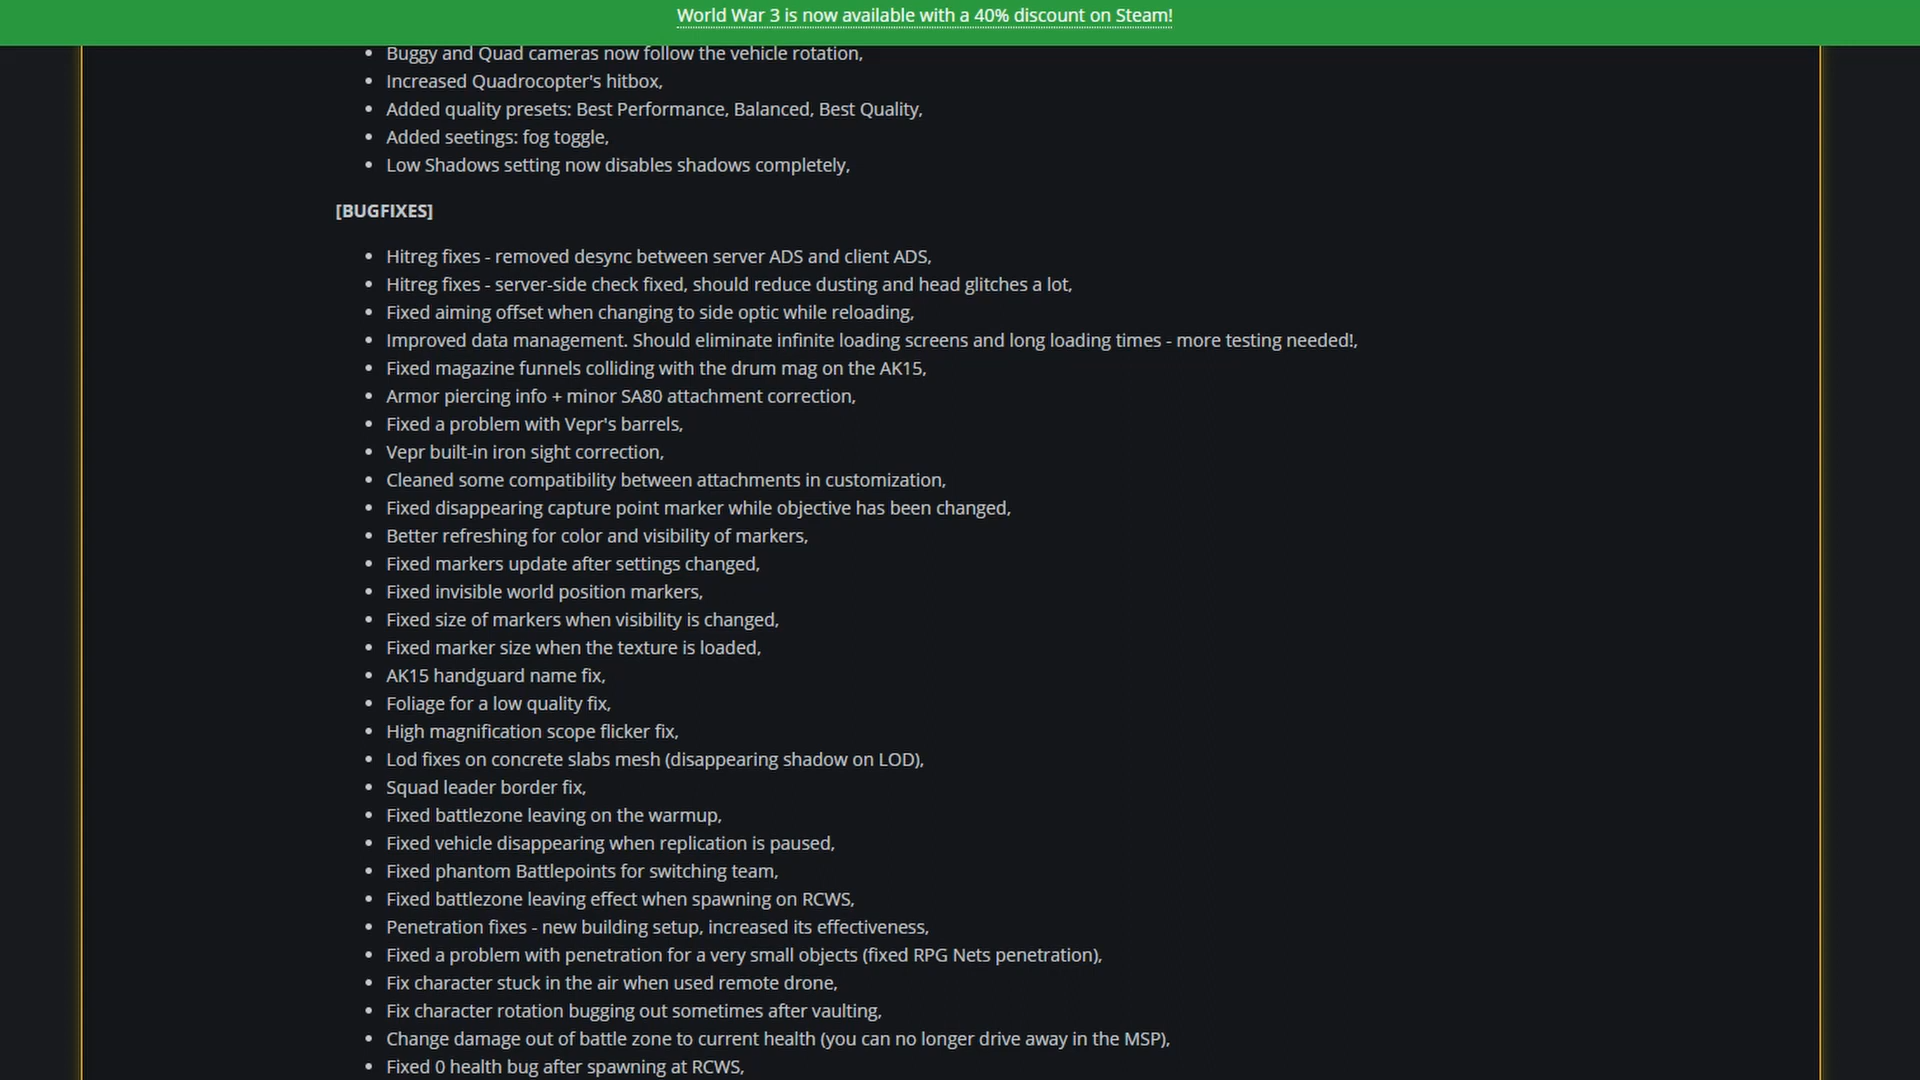 World War 3 is now available with a 40% discount on Steam!
Buggy and Quad cameras now follow the vehicle rotation,
Increased Quadrocopter's hitbox,
Added quality presets: Best Performance, Balanced, Best Quality,
Added seetings: fog toggle,
Low Shadows setting now disables shadows completely,
[BUGFIXES]
Hitreg fixes - removed desync between server ADS and client ADS,
Hitreg fixes - server-side check fixed, should reduce dusting and head glitches a lot,
Fixed aiming offset when changing to side optic while reloading,
Improved data management. Should eliminate infinite loading screens and long loading times - more testing needed!,
Fixed magazine funnels colliding with the drum mag on the AK15,
Armor piercing info + minor SA80 attachment correction,
Fixed a problem with Vepr's barrels,
Vepr built-in iron sight correction,
Cleaned some compatibility between attachments in customization,
Fixed disappearing capture point marker while objective has been changed,
Better refreshing for color and visibility of markers,
Fixed markers update after settings changed,
Fixed invisible world position markers,
Fixed size of markers when visibility is changed,
Fixed marker size when the texture is loaded,
AK15 handguard name fix,
Foliage for a low quality fix,
High magnification scope flicker fix,
Lod fixes on concrete slabs mesh (disappearing shadow on LOD),
Squad leader border fix,
Fixed battlezone leaving on the warmup,
Fixed vehicle disappearing when replication is paused,
Fixed phantom Battlepoints for switching team,
Fixed battlezone leaving effect when spawning on RCWS,
Penetration fixes - new building setup, increased its effectiveness,
Fixed a problem with penetration for a very small objects (fixed RPG Nets penetration),
Fix character stuck in the air when used remote drone,
Fix character rotation bugging out sometimes after vaulting,
Change damage out of battle zone to current health (you can no longer drive away in the MSP),
Fixed 0 health bug after spawning at RCWS,